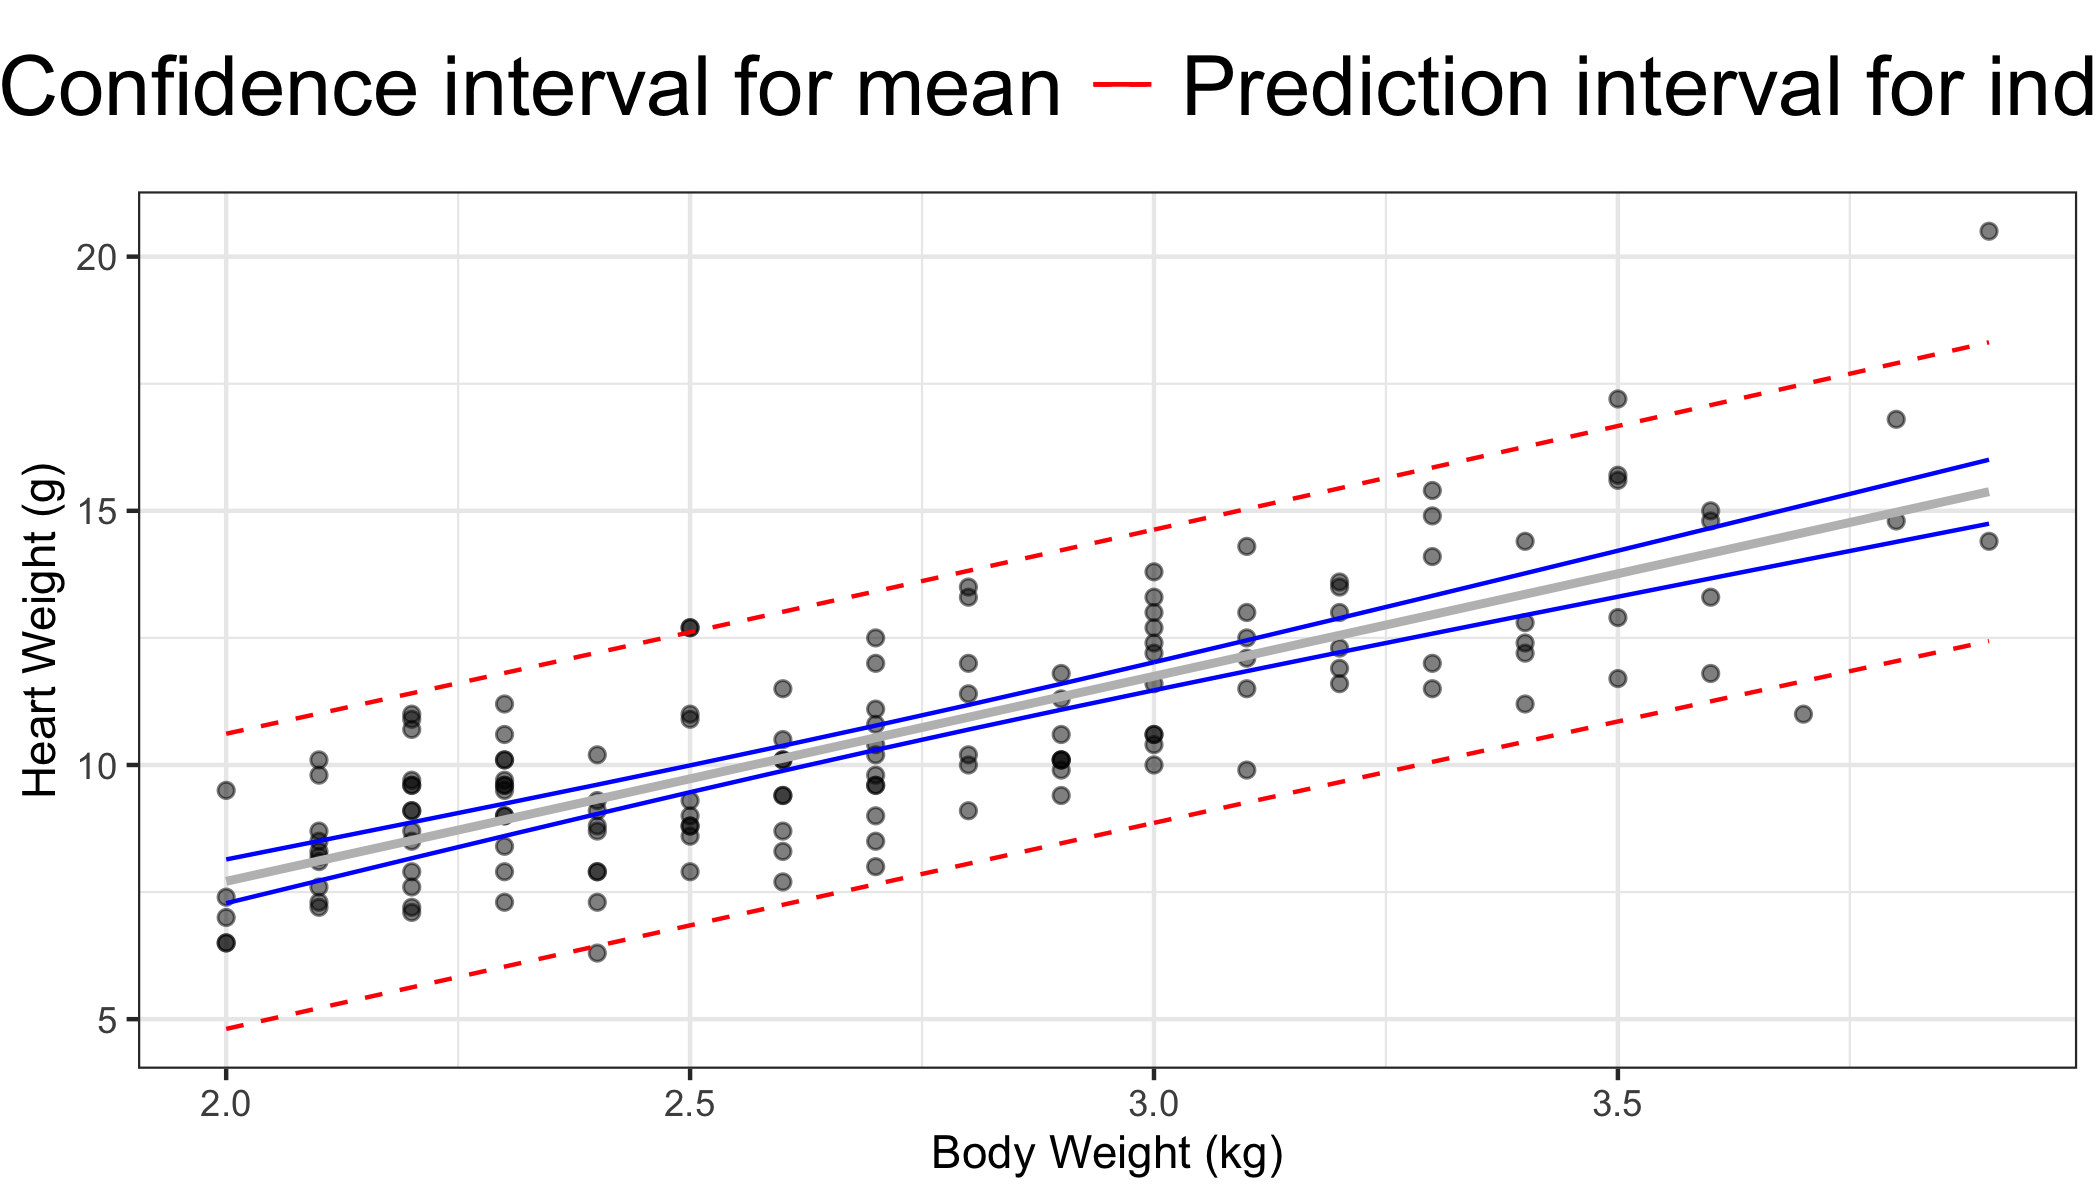 Confidence interval for mean — Prediction interval for ind
20
15
10
5
Heart Weight (g)
2.0 2.5 3.0 3.5
Body Weight (kg)